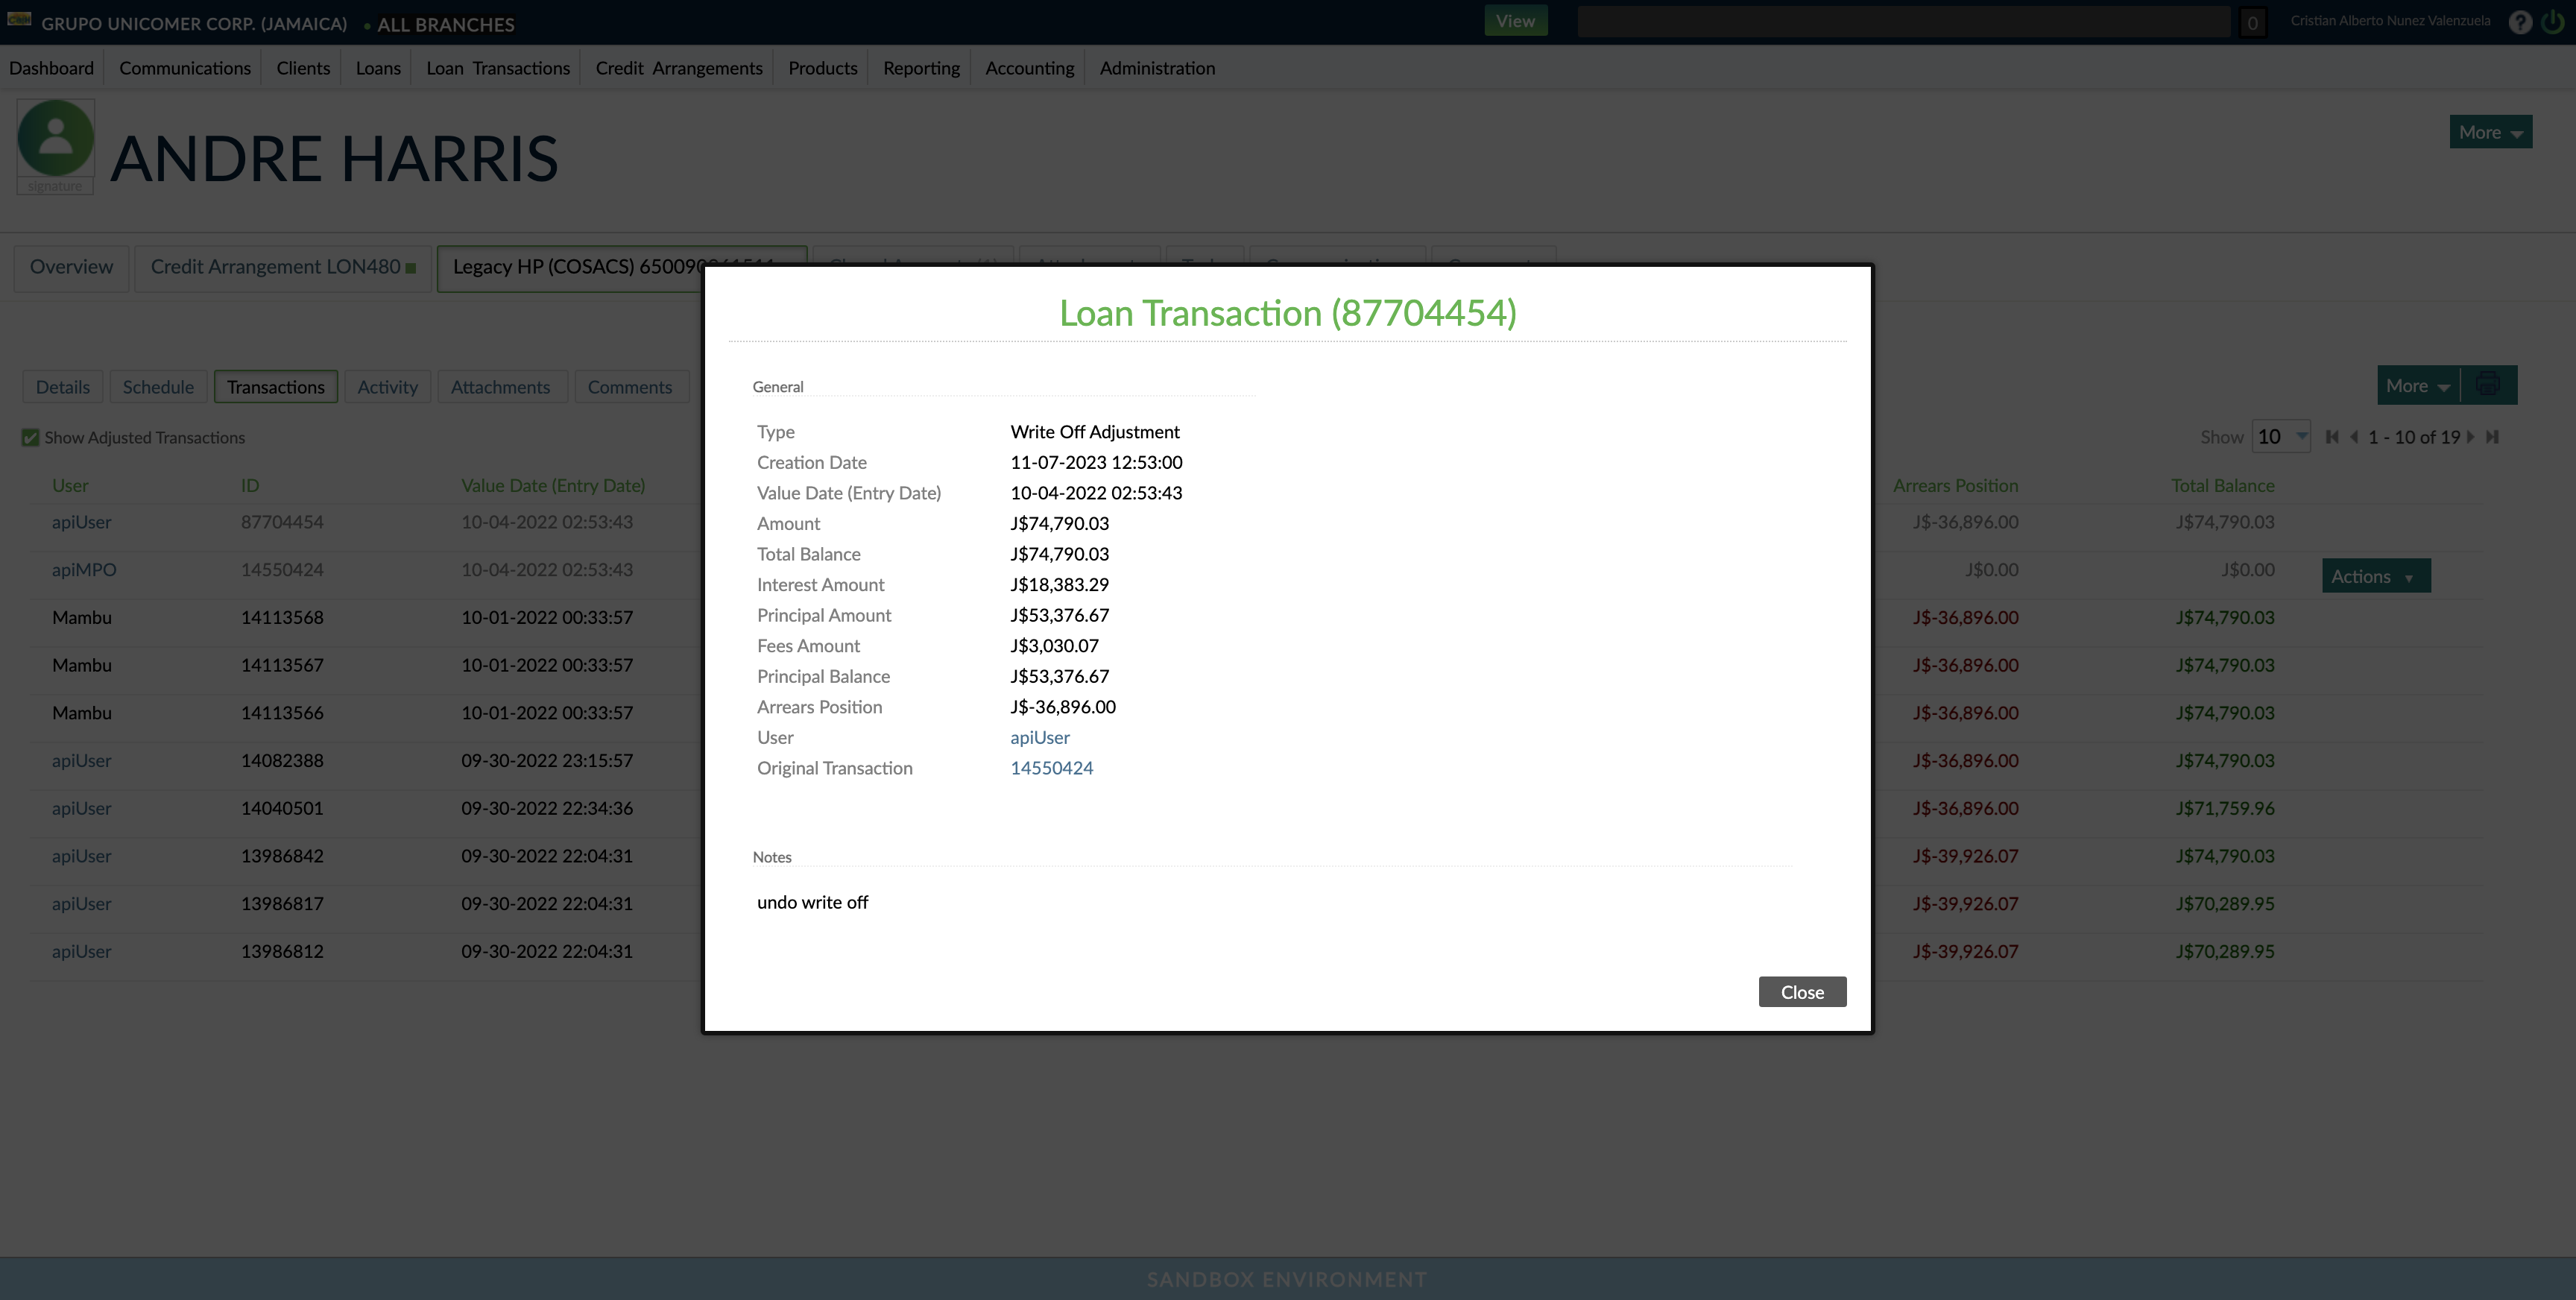 GRUPO UNICOMER CORP. (JAMAICA) • ALL BRANCHES View 0 Cristian Alberto Nunez Valenzuela ?
Dashboard Communications Clients Loans Loan Transactions Credit Arrangements Products Reporting Accounting Administration
signature
ANDRE HARRIS
More
Overview Credit Arrangement LON480 Legacy HP (COSACS)
Loan Transaction (87704454)
Details Schedule Transactions Activity Attachments Comments
More
Show Adjusted Transactions
Show 10 1 - 10 of 19
User ID Value Date (Entry Date) Arrears Position Total Balance
apiUser 87704454 10-04-2022 02:53:43 J$-36,896.00 J$74,790.03
apiMPO 14550424 10-04-2022 02:53:43 J$0.00 J$0.00 Actions
Mambu 14113568 10-01-2022 00:33:57 J$-36,896.00 J$74,790.03
Mambu 14113567 10-01-2022 00:33:57 J$-36,896.00 J$74,790.03
Mambu 14113566 10-01-2022 00:33:57 J$-36,896.00 J$74,790.03
apiUser 14082388 09-30-2022 23:15:57 J$-36,896.00 J$74,790.03
apiUser 14040501 09-30-2022 22:34:36 J$-36,896.00 J$71,759.96
apiUser 13986842 09-30-2022 22:04:31 J$-39,926.07 J$74,790.03
apiUser 13986817 09-30-2022 22:04:31 J$-39,926.07 J$70,289.95
apiUser 13986812 09-30-2022 22:04:31 J$-39,926.07 J$70,289.95
General
Type Write Off Adjustment
Creation Date 11-07-2023 12:53:00
Value Date (Entry Date) 10-04-2022 02:53:43
Amount J$74,790.03
Total Balance J$74,790.03
Interest Amount J$18,383.29
Principal Amount J$53,376.67
Fees Amount J$3,030.07
Principal Balance J$53,376.67
Arrears Position J$-36,896.00
User apiUser
Original Transaction 14550424
Notes
undo write off
Close
SANDBOX ENVIRONMENT